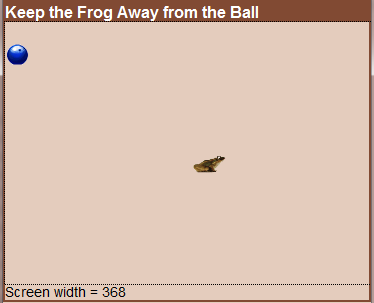 Keep the Frog Away from the Ball
Screen width = 368